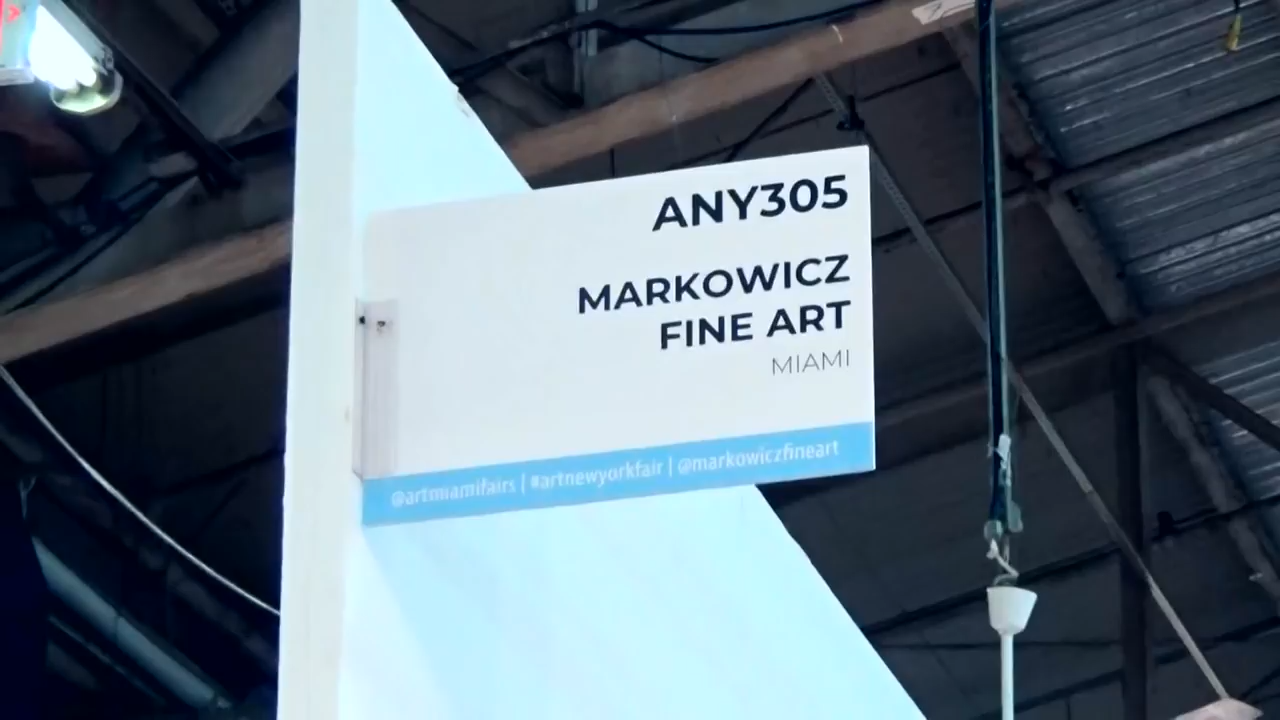 ANY305
MARKOWICZ
FINE ART
MIAMI
@artmiamifairs | #artnewyorkfair | @markowiczfineart